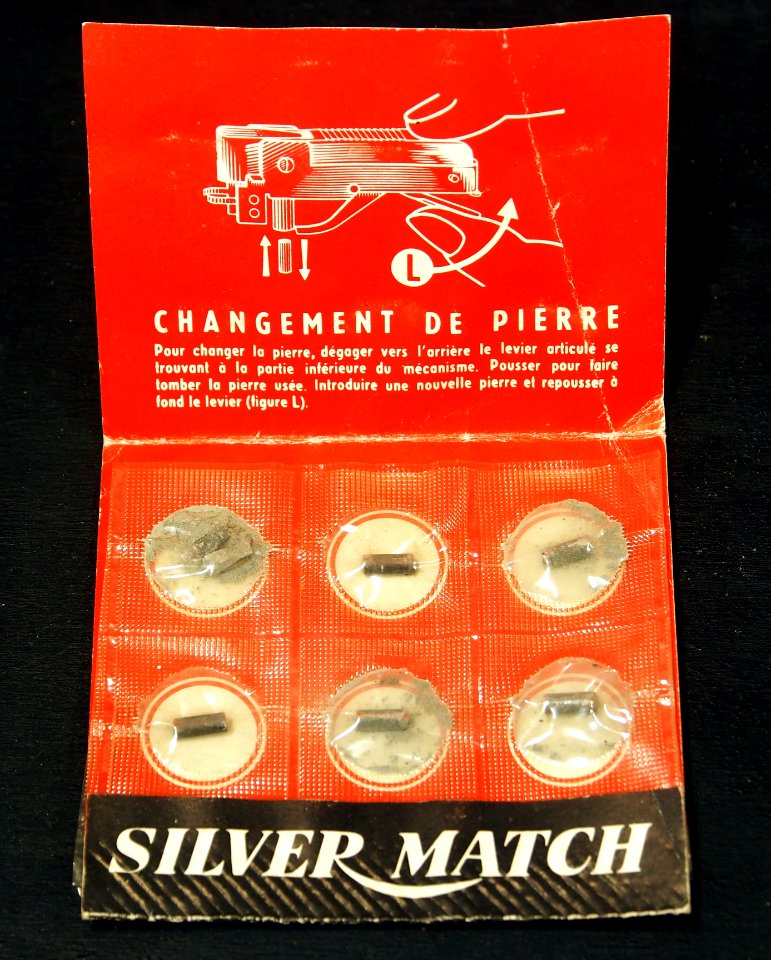 L
CHANGEMENT DE PIERRE
Pour changer la pierre, dégager vers l'arrière le levier articulé se
trouvant à la partie inférieure du mécanisme. Pousser pour faire
tomber la pierre usée. Introduire une nouvelle pierre et repousser à
fond le levier (figure L).
SILVER MATCH